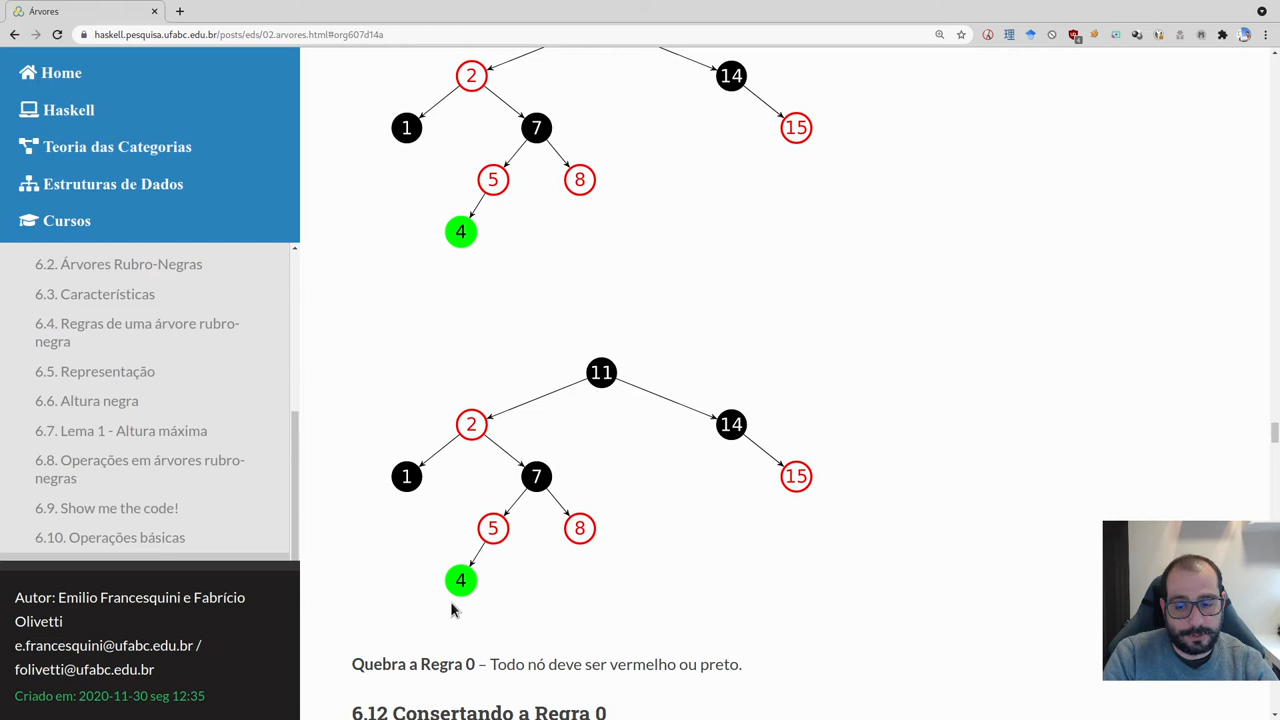 Árvores
haskell.pesquisa.ufabc.edu.br/posts/eds/02.arvores.html#org607d14a
Home
Haskell
Teoria das Categorias
Estruturas de Dados
Cursos
6.2. Árvores Rubro-Negras
6.3. Características
6.4. Regras de uma árvore rubro-
negra
6.5. Representação
6.6. Altura negra
6.7. Lema 1 - Altura máxima
6.8. Operações em árvores rubro-
negras
6.9. Show me the code!
6.10. Operações básicas
Autor: Emilio Francesquini e Fabrício
Olivetti
e.francesquini@ufabc.edu.br /
folivetti@ufabc.edu.br
Criado em: 2020-11-30 seg 12:35
2 14
1 7 15
5 8
4
11
2 14
1 7 15
5 8
4
Quebra a Regra 0 – Todo nó deve ser vermelho ou preto.
6.12 Consertando a Regra 0